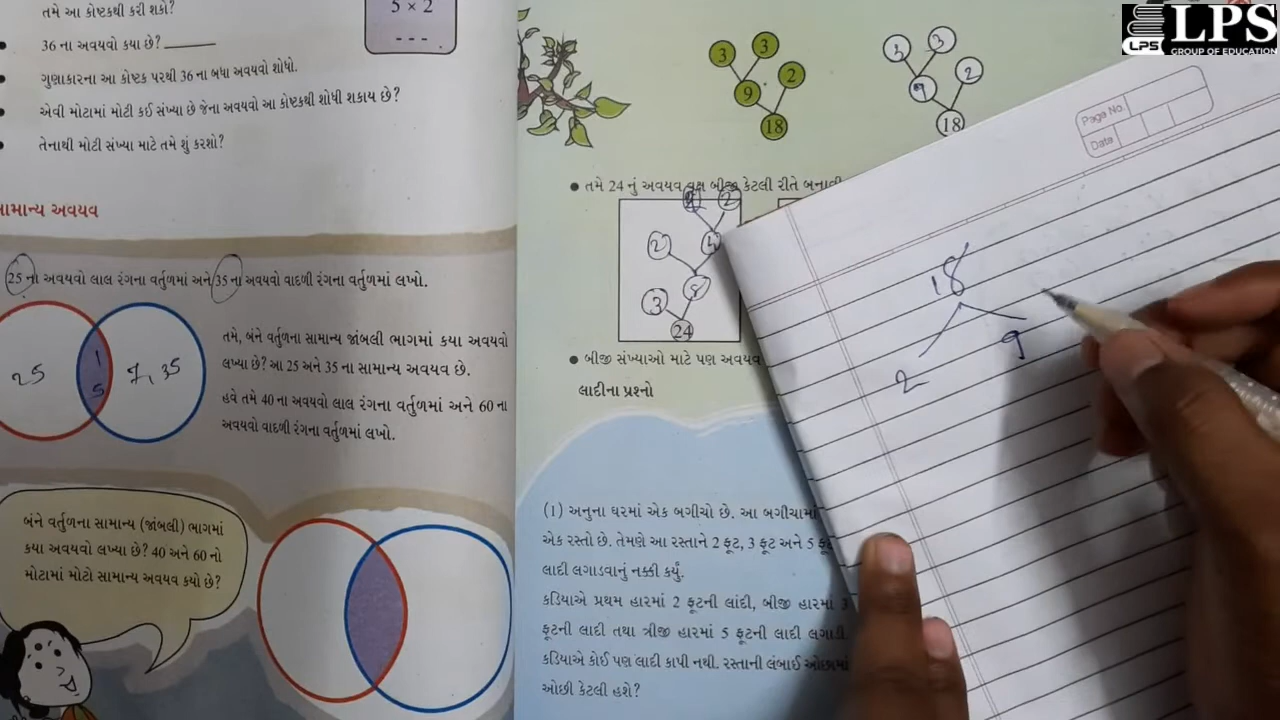 તમે આ કોષ્ટકથી કરી શકો?
36 ના અવયવો કયા છે? ______
ગુણાકારના આ કોષ્ટક પરથી 36 ના બધા અવયવો શોધો.
એવી મોટામાં મોટી કઈ સંખ્યા છે જેના અવયવો આ કોષ્ટકથી શોધી શકાય છે?
તેનાથી મોટી સંખ્યા માટે તમે શું કરશો?
5 × 2
---
સામાન્ય અવયવ
25 ના અવયવો લાલ રંગના વર્તુળમાં અને 35 ના અવયવો વાદળી રંગના વર્તુળમાં લખો.
25
1
5
7, 35
તમે, બંને વર્તુળના સામાન્ય જાંબલી ભાગમાં કયા અવયવો
લખ્યા છે? આ 25 અને 35 ના સામાન્ય અવયવ છે.
હવે તમે 40 ના અવયવો લાલ રંગના વર્તુળમાં અને 60 ના
અવયવો વાદળી રંગના વર્તુળમાં લખો.
બંને વર્તુળના સામાન્ય (જાંબલી) ભાગમાં
કયા અવયવો લખ્યા છે? 40 અને 60 નો
મોટામાં મોટો સામાન્ય અવયવ કયો છે?
3 3
2
9
18
3 3
2
9
18
તમે 24 નું અવયવ વૃક્ષ બીજી કેટલી રીતે
2
2
4
3
24
બીજી સંખ્યાઓ માટે પણ અવયવ
લાદીના પ્રશ્નો
(1) અનુના ઘરમાં એક બગીચો છે. આ બગીચામાં
એક રસ્તો છે. તેમણે આ રસ્તાને 2 ફૂટ, 3 ફૂટ અને 5 ફૂટ
લાદી લગાડવાનું નક્કી કર્યું.
કડિયાએ પ્રથમ હારમાં 2 ફૂટની લાંદી, બીજી હારમાં 3
ફૂટની લાદી તથા ત્રીજી હારમાં 5 ફૂટની લાદી લગાડી.
કડિયાએ કોઈ પણ લાદી કાપી નથી. રસ્તાની લંબાઈ ઓછામાં
ઓછી કેટલી હશે?
Page No.
Date
18
2 9
LPS
LPS GROUP OF EDUCATION